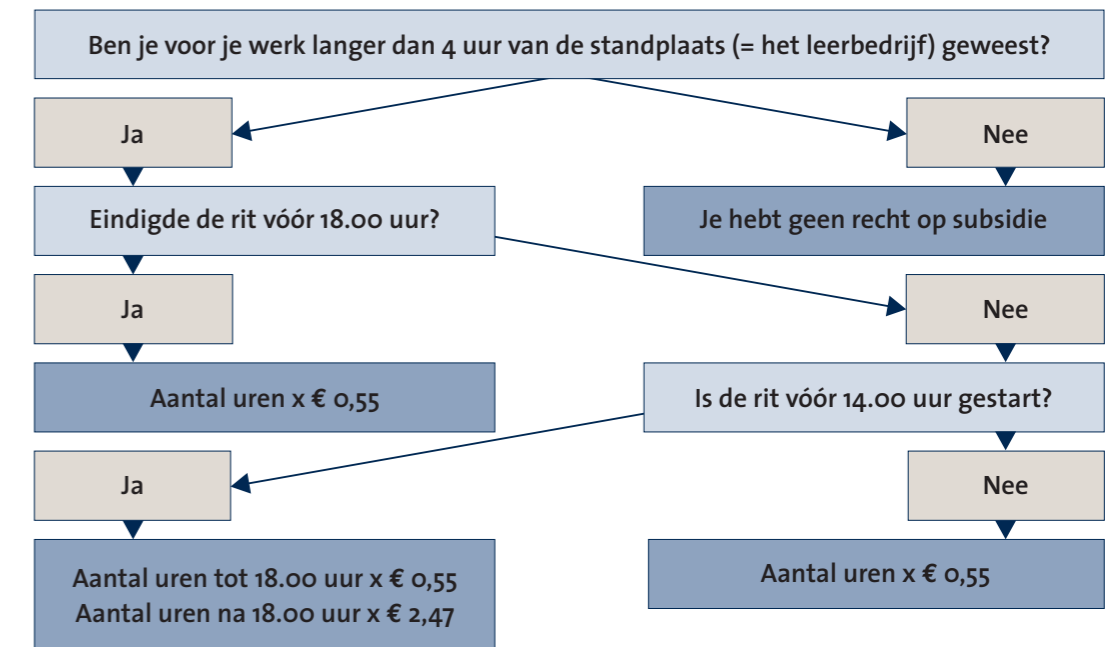 Ben je voor je werk langer dan 4 uur van de standplaats (= het leerbedrijf) geweest?
Ja
Nee
Eindigde de rit vóór 18.00 uur?
Je hebt geen recht op subsidie
Ja
Nee
Aantal uren x € 0,55
Is de rit vóór 14.00 uur gestart?
Ja
Nee
Aantal uren tot 18.00 uur x € 0,55
Aantal uren na 18.00 uur x € 2,47
Aantal uren x € 0,55